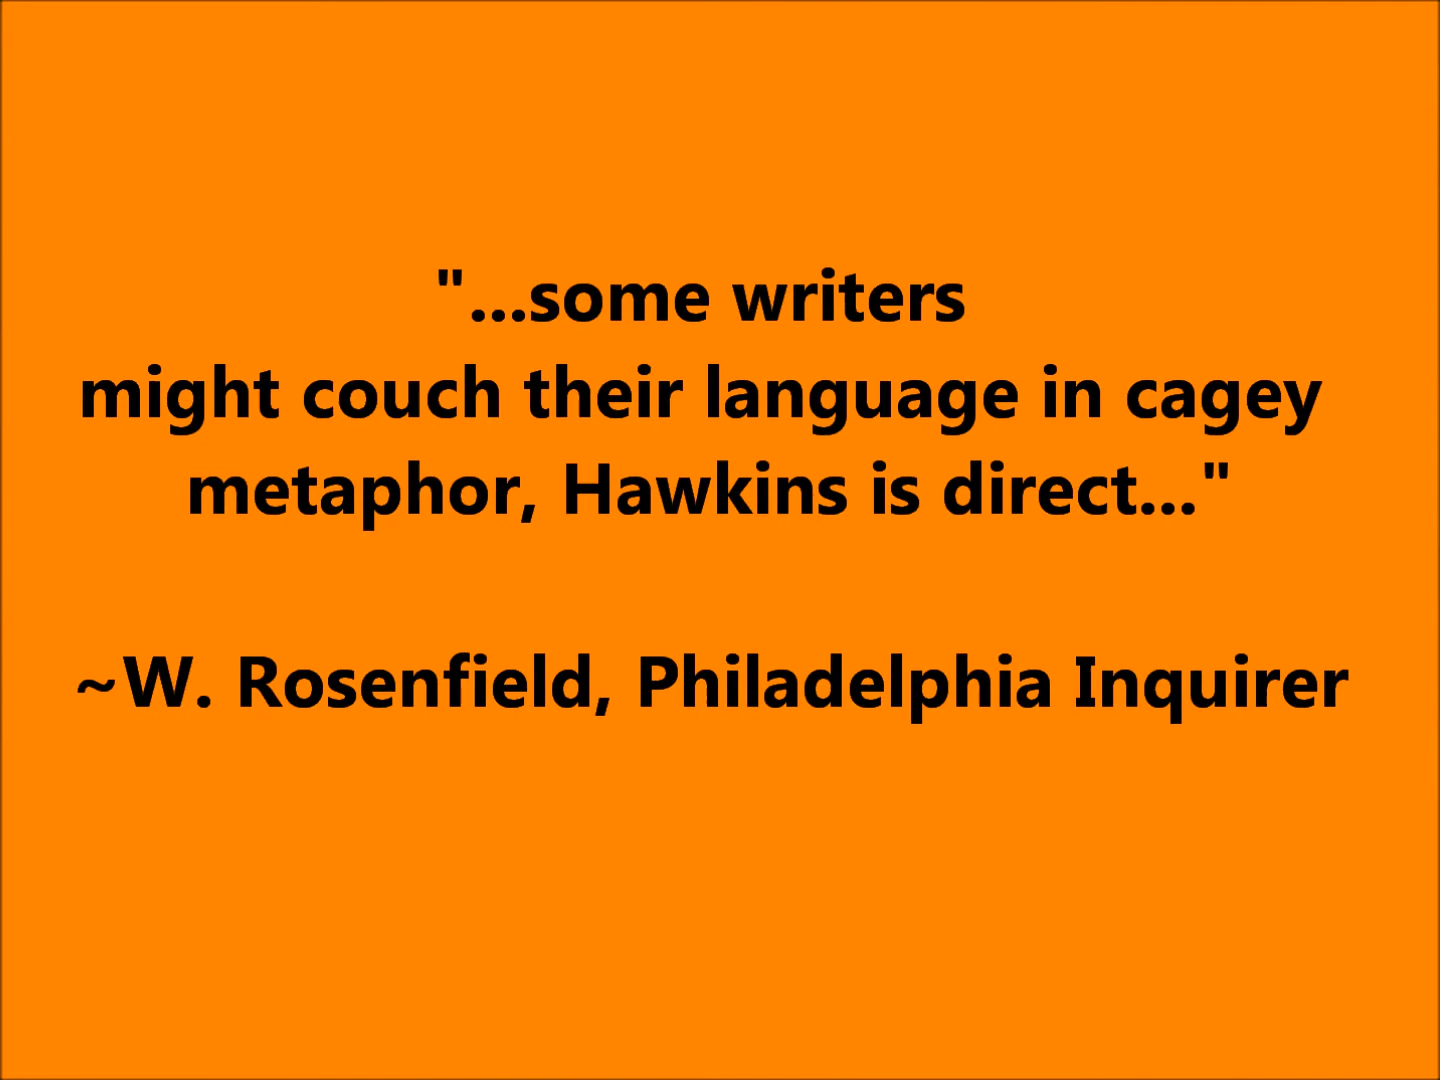 "...some writers
might couch their language in cagey
metaphor, Hawkins is direct..."
~W. Rosenfield, Philadelphia Inquirer